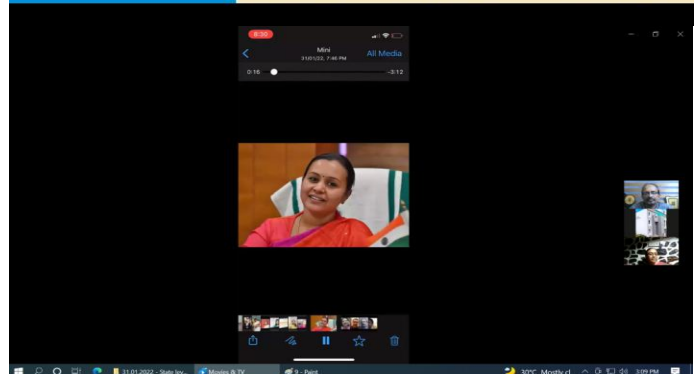 8:30
Mini
31/01/22, 7:46 PM
All Media
0:16
-3:12
31.01.2022 - State lev...
Movies & TV
9 - Paint
30°C Mostly cl...
3:09 PM